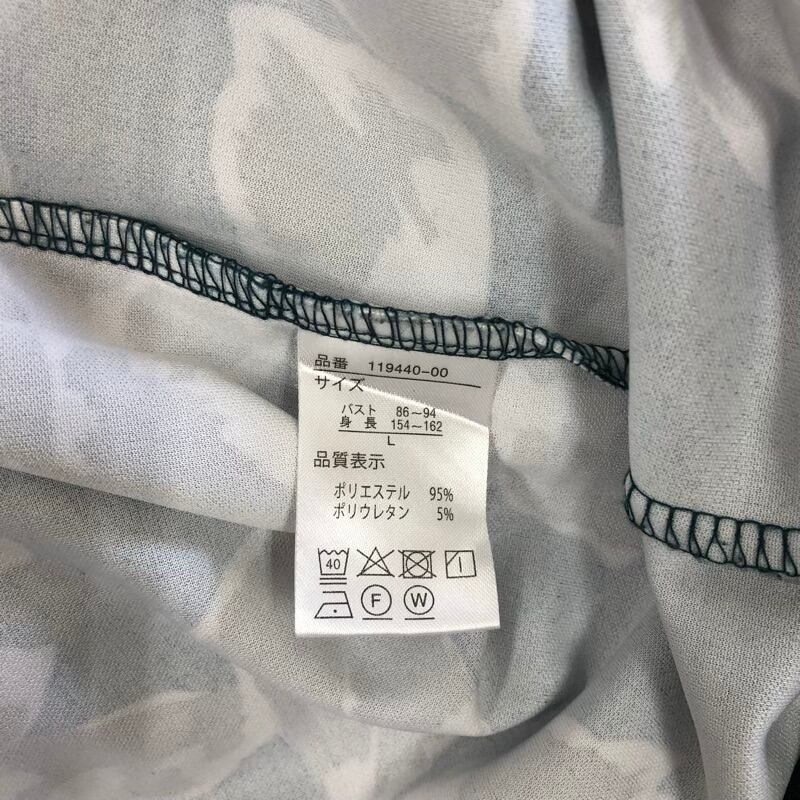 品番 119440-00
サイズ
バスト 86～94
身長 154～162
L
品質表示
ポリエステル 95%
ポリウレタン 5%
40
F W